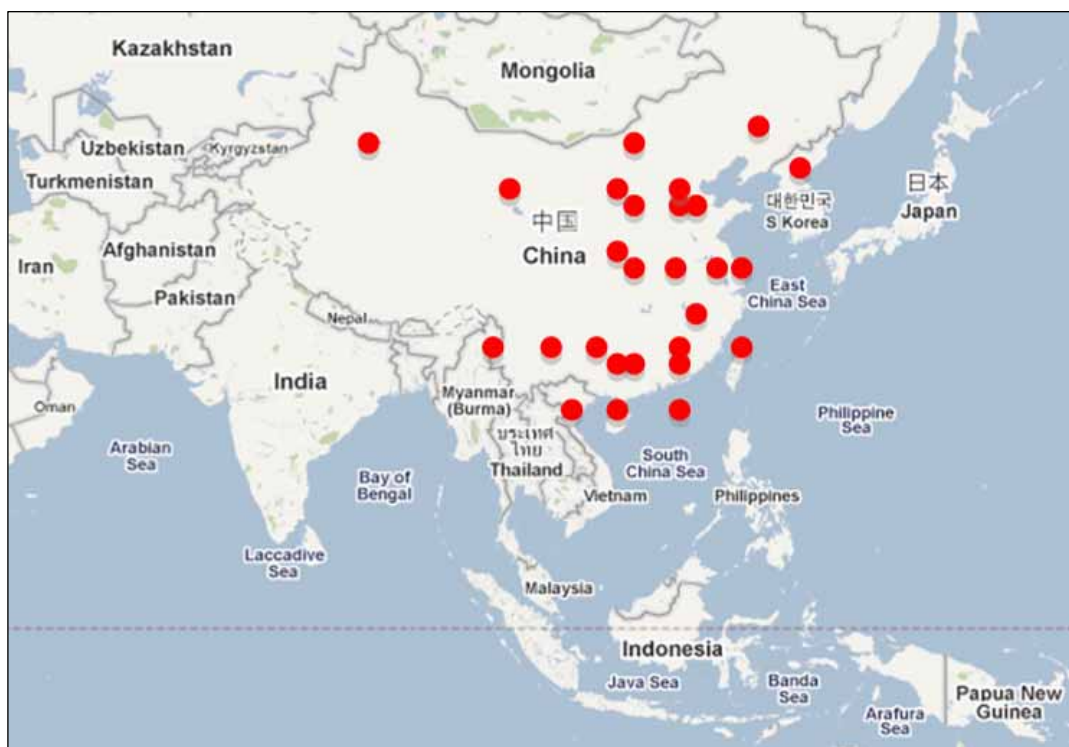 Kazakhstan
Mongolia
Uzbekistan
Kyrgyzstan
Turkmenistan
日本
Japan
대한민국
S Korea
中国
China
Afghanistan
Iran
Pakistan
East
China Sea
Nepal
India
Myanmar
(Burma)
Oman
Philippine
Sea
Arabian
Sea
ประเทศ
ไทย
Thailand
South
China Sea
Bay of
Bengal
Vietnam
Philippines
Laccadive
Sea
Malaysia
Indonesia
Java Sea
Banda
Sea
Papua New
Guinea
Arafura
Sea